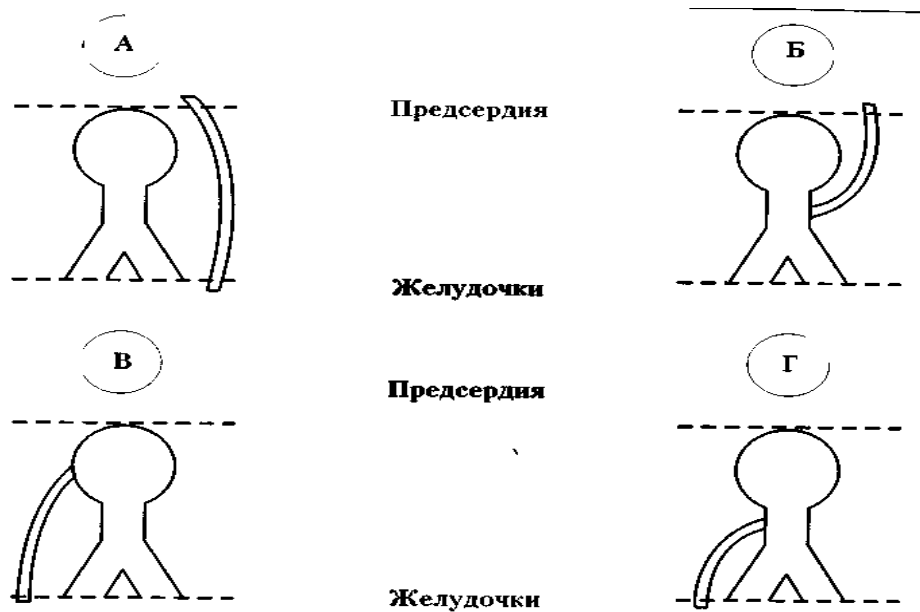 А
Б
Предсердия
Желудочки
В
Г
Предсердия
Желудочки